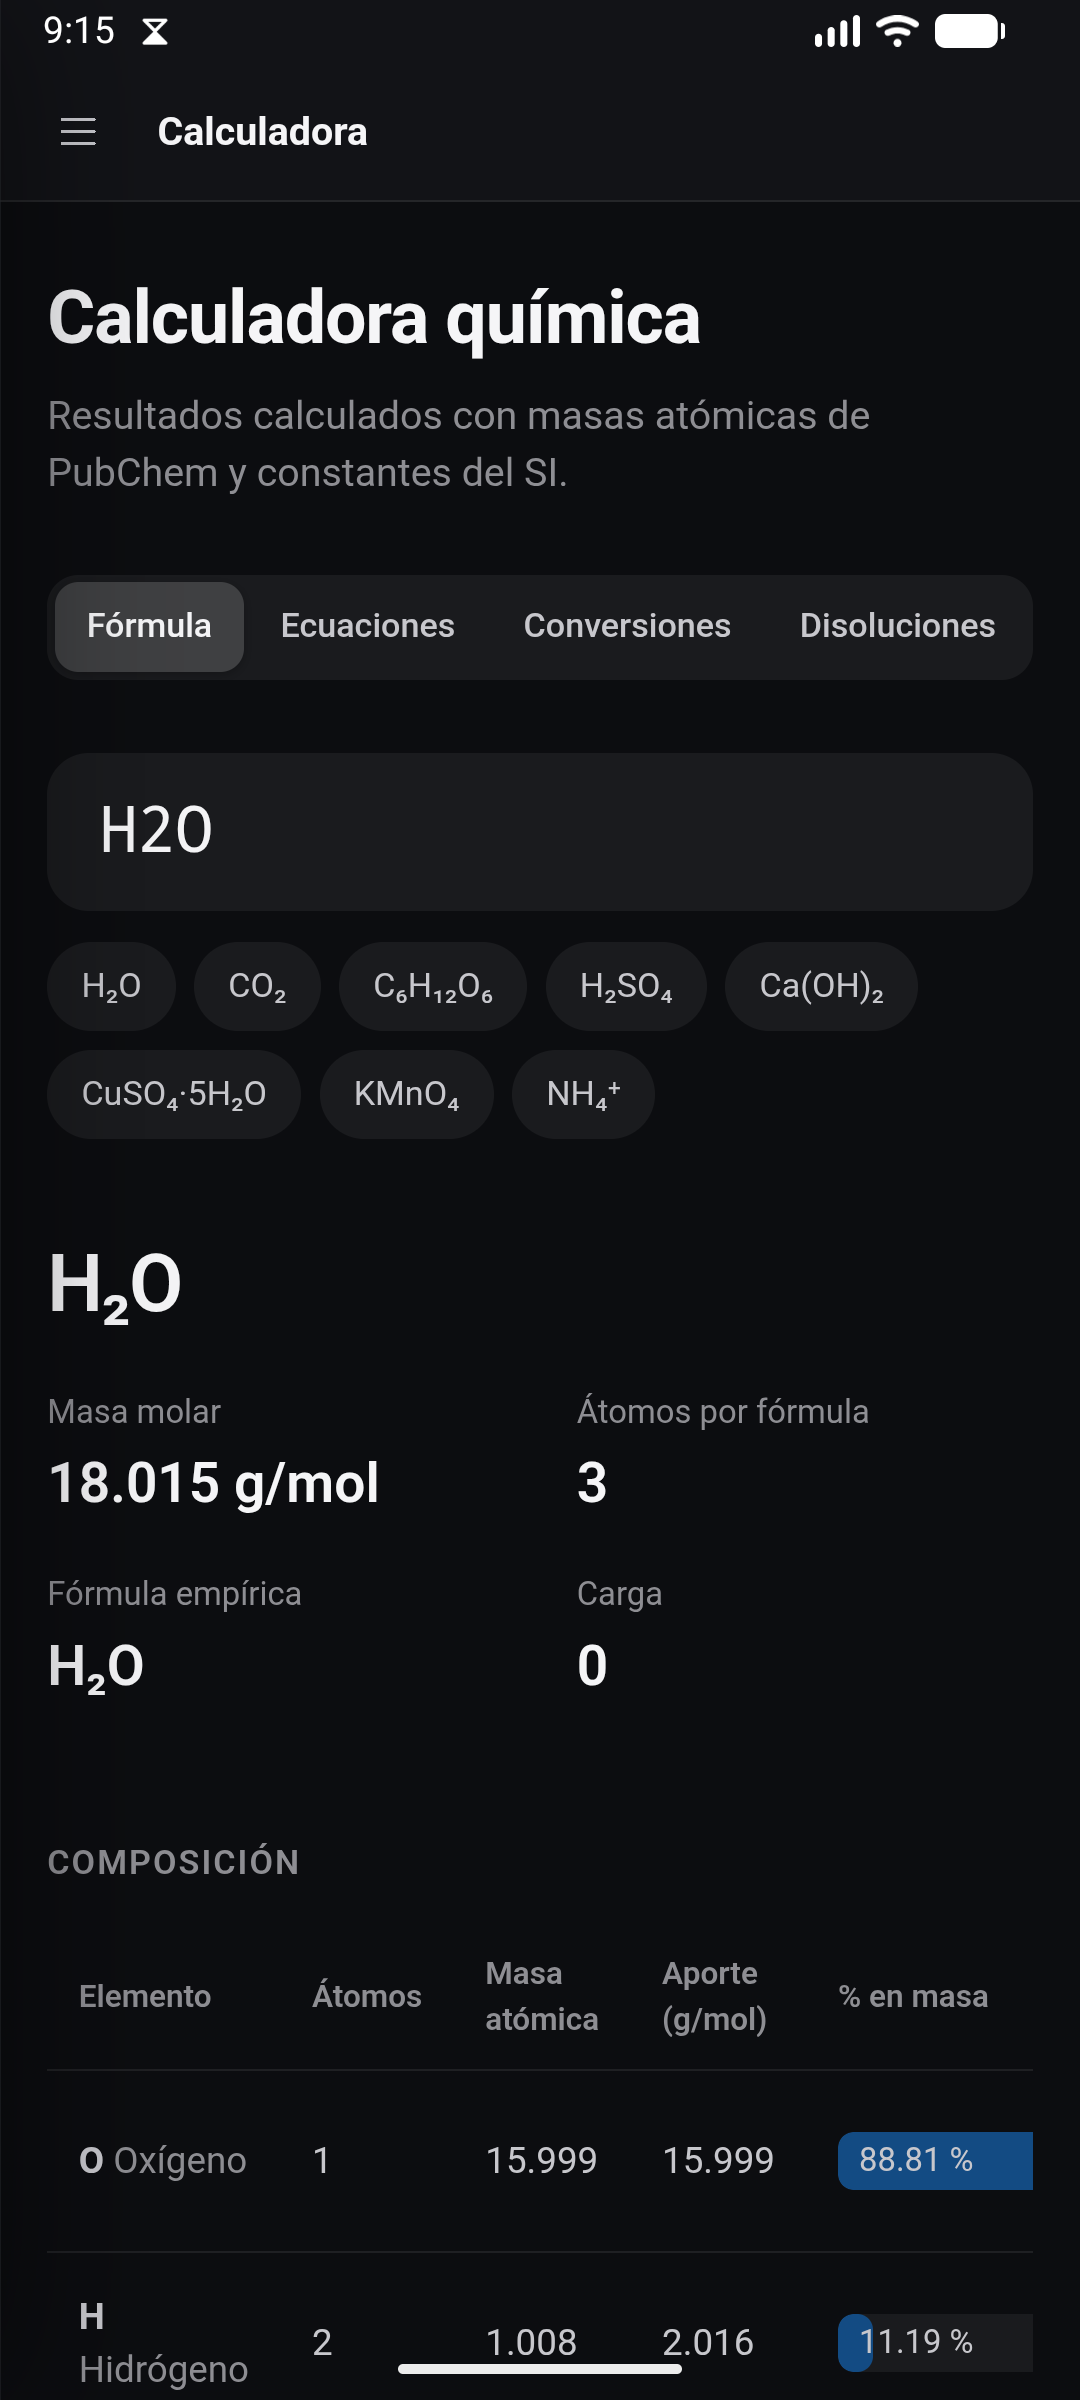 9:15
Calculadora
Calculadora química
Resultados calculados con masas atómicas de
PubChem y constantes del SI.
Fórmula Ecuaciones Conversiones Disoluciones
H2O
H₂O CO₂ C₆H₁₂O₆ H₂SO₄ Ca(OH)₂
CuSO₄·5H₂O KMnO₄ NH₄⁺
H₂O
Masa molar Átomos por fórmula
18.015 g/mol 3
Fórmula empírica Carga
H₂O 0
COMPOSICIÓN
Elemento Átomos Masa atómica Aporte (g/mol) % en masa
O Oxígeno 1 15.999 15.999 88.81 %
H Hidrógeno 2 1.008 2.016 11.19 %